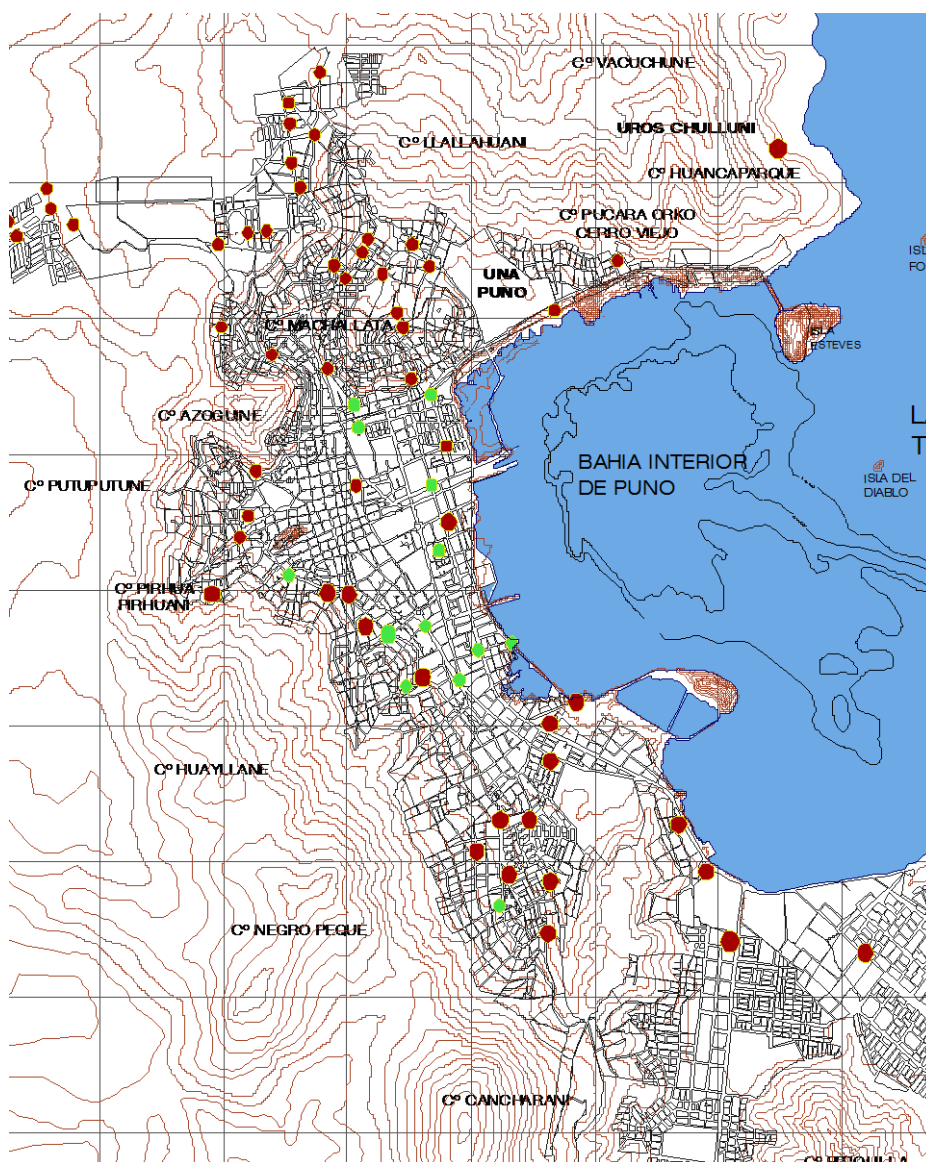 Cº VACUCHUNE
UROS CHULLUNI
Cº LLALLAHUANI
Cº HUANCAPARQUE
Cº PUCARA ORKO
CERRO VIEJO
ISL
FO
UNA
PUNO
Cº MACHALLATA
ISLA
ESTEVES
Cº AZOGUINE
L
T
BAHIA INTERIOR
DE PUNO
Cº PUTUPUTUNE
ISLA DEL
DIABLO
Cº PIRHUA
PIRHUANI
Cº HUAYLLANE
Cº NEGRO PEQUE
Cº CANCHARANI